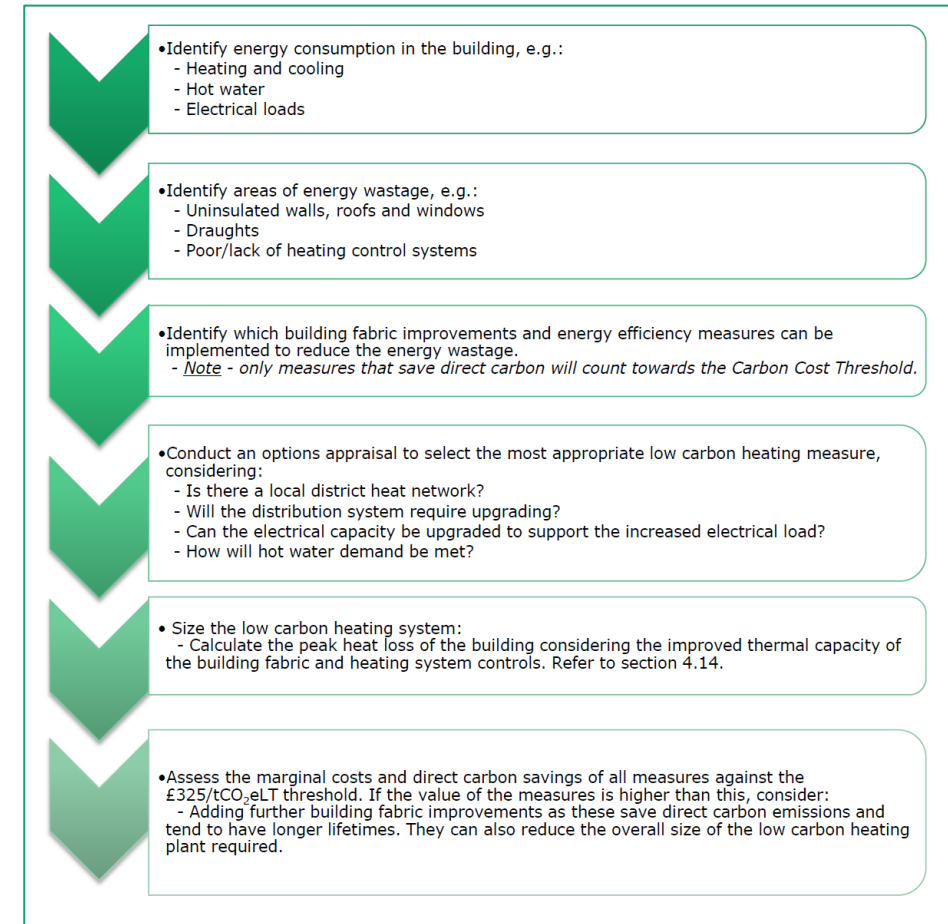 •Identify energy consumption in the building, e.g.:
- Heating and cooling
- Hot water
- Electrical loads
•Identify areas of energy wastage, e.g.:
- Uninsulated walls, roofs and windows
- Draughts
- Poor/lack of heating control systems
•Identify which building fabric improvements and energy efficiency measures can be
implemented to reduce the energy wastage.
- Note - only measures that save direct carbon will count towards the Carbon Cost Threshold.
•Conduct an options appraisal to select the most appropriate low carbon heating measure,
considering:
- Is there a local district heat network?
- Will the distribution system require upgrading?
- Can the electrical capacity be upgraded to support the increased electrical load?
- How will hot water demand be met?
• Size the low carbon heating system:
- Calculate the peak heat loss of the building considering the improved thermal capacity of
the building fabric and heating system controls. Refer to section 4.14.
•Assess the marginal costs and direct carbon savings of all measures against the
£325/tCO₂eLT threshold. If the value of the measures is higher than this, consider:
- Adding further building fabric improvements as these save direct carbon emissions and
tend to have longer lifetimes. They can also reduce the overall size of the low carbon heating
plant required.